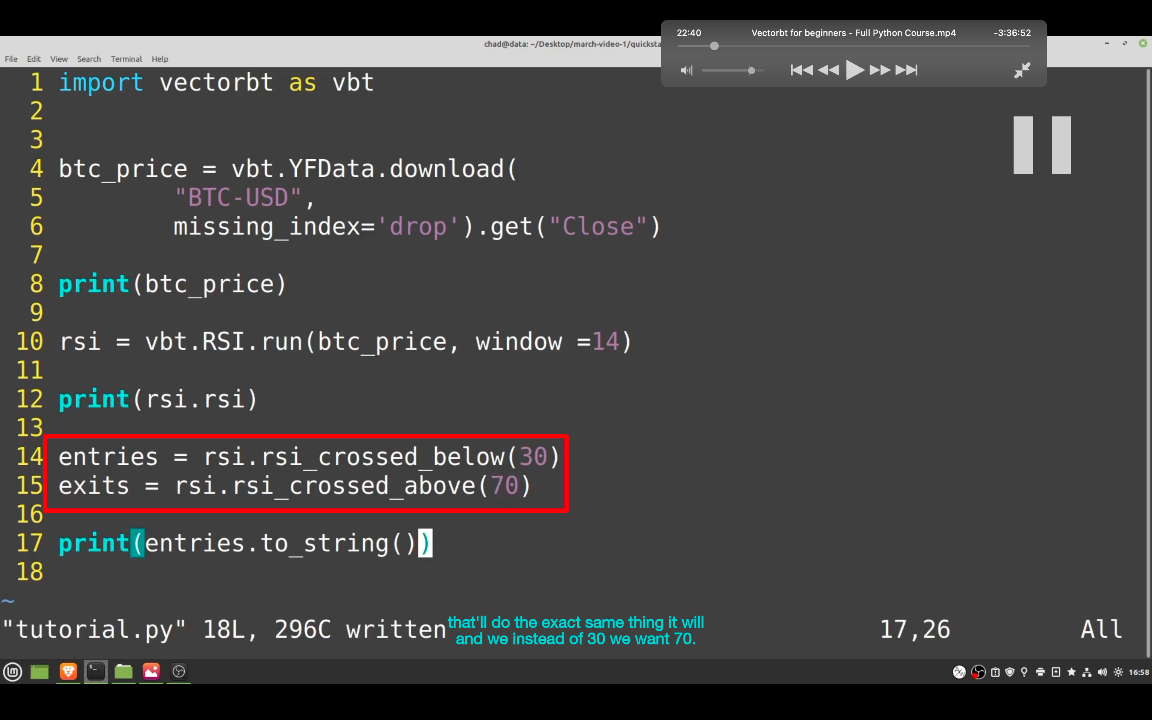 22:40
Vectorbt for beginners - Full Python Course.mp4
-3:36:52
chad@data: ~/Desktop/march-video-1/quicksta
File Edit View Search Terminal Help
1 import vectorbt as vbt
2
3
4 btc_price = vbt.YFData.download(
5 "BTC-USD",
6 missing_index='drop').get("Close")
7
8 print(btc_price)
9
10 rsi = vbt.RSI.run(btc_price, window =14)
11
12 print(rsi.rsi)
13
14 entries = rsi.rsi_crossed_below(30)
15 exits = rsi.rsi_crossed_above(70)
16
17 print(entries.to_string())
18
~
"tutorial.py" 18L, 296C written 17,26 All
that'll do the exact same thing it will
and we instead of 30 we want 70.
16:58